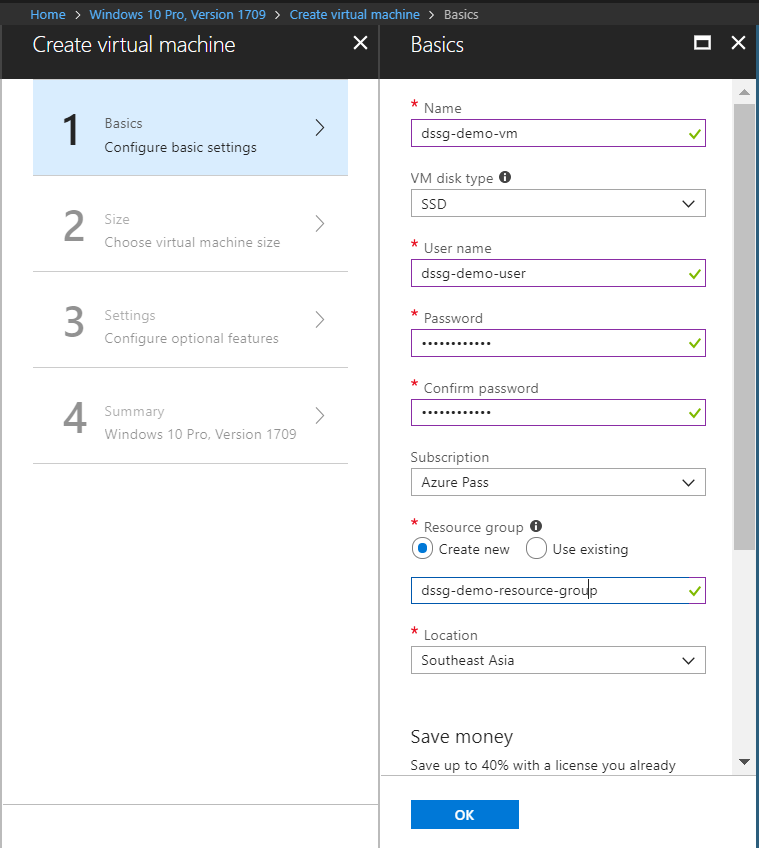 Home > Windows 10 Pro, Version 1709 > Create virtual machine > Basics
Create virtual machine
1
Basics
Configure basic settings
2
Size
Choose virtual machine size
3
Settings
Configure optional features
4
Summary
Windows 10 Pro, Version 1709
Basics
* Name
dssg-demo-vm
VM disk type
SSD
* User name
dssg-demo-user
* Password
••••••••••••
* Confirm password
••••••••••••
Subscription
Azure Pass
* Resource group
Create new Use existing
dssg-demo-resource-group
* Location
Southeast Asia
Save money
Save up to 40% with a license you already
OK